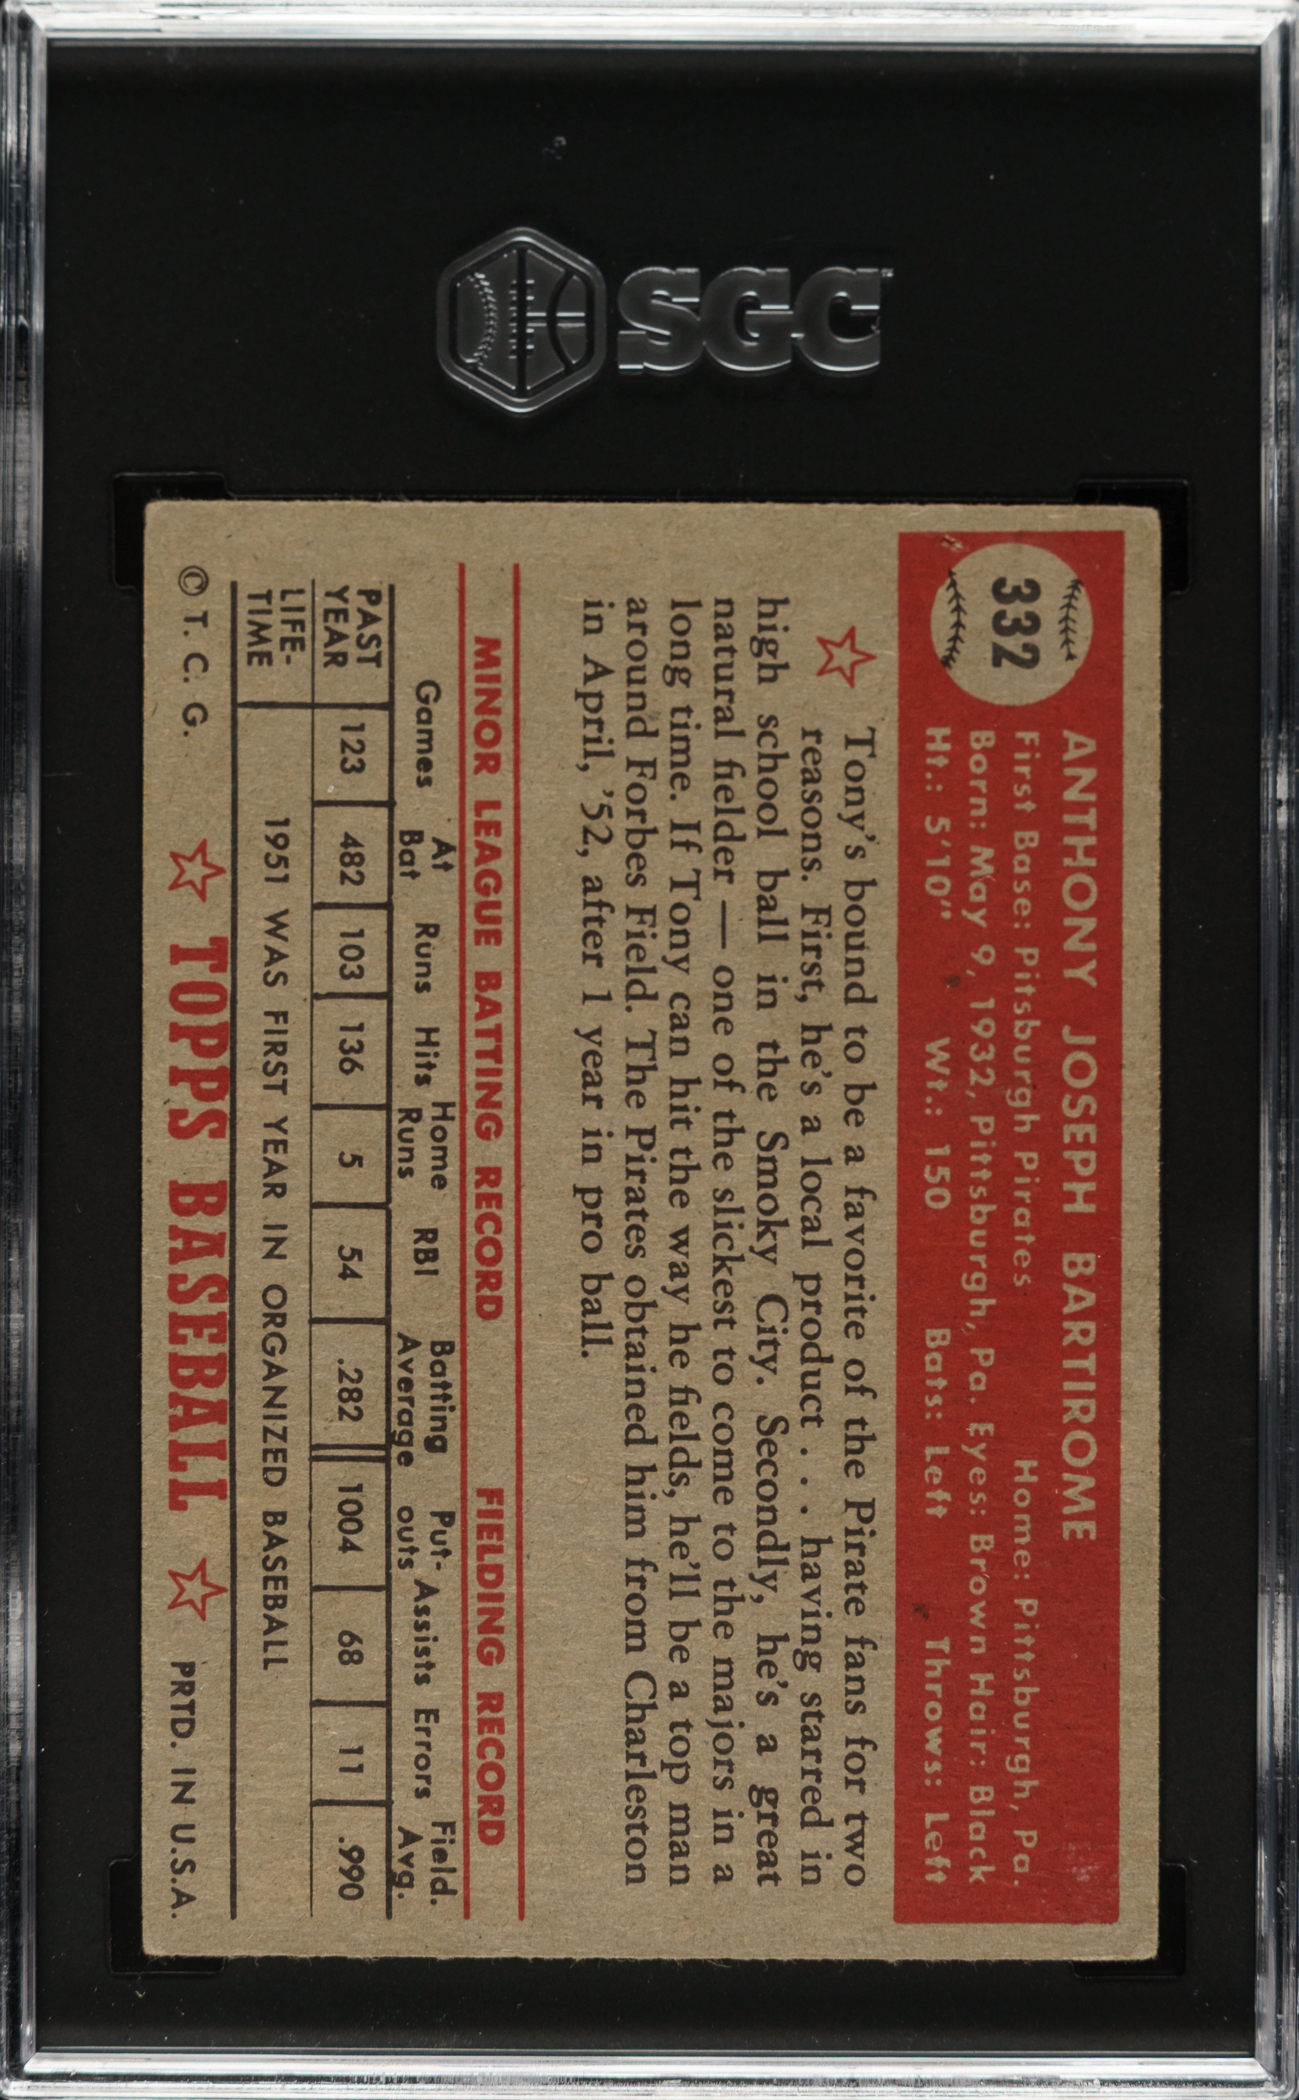 SGC
332
ANTHONY JOSEPH BARTIROME
First Base: Pitsburgh Pirates Home: Pittsburgh, Pa.
Born: May 9, 1932, Pittsburgh, Pa. Eyes: Brown Hair: Black
Ht.: 5'10" Wt.: 150 Bats: Left Throws: Left
Tony's bound to be a favorite of the Pirate fans for two
reasons. First, he's a local product . . . having starred in
high school ball in the Smoky City. Secondly, he's a great
natural fielder — one of the slickest to come to the majors in a
long time. If Tony can hit the way he fields, he'll be a top man
around Forbes Field. The Pirates obtained him from Charleston
in April, '52, after 1 year in pro ball.
MINOR LEAGUE BATTING RECORD FIELDING RECORD
Games At Bat Runs Hits Home Runs RBI Batting Average Put-outs Assists Errors Field. Avg.
PAST YEAR 123 482 103 136 5 54 .282 1004 68 11 .990
LIFE-TIME 1951 WAS FIRST YEAR IN ORGANIZED BASEBALL
© T. C. G. TOPPS BASEBALL PRTD. IN U.S.A.